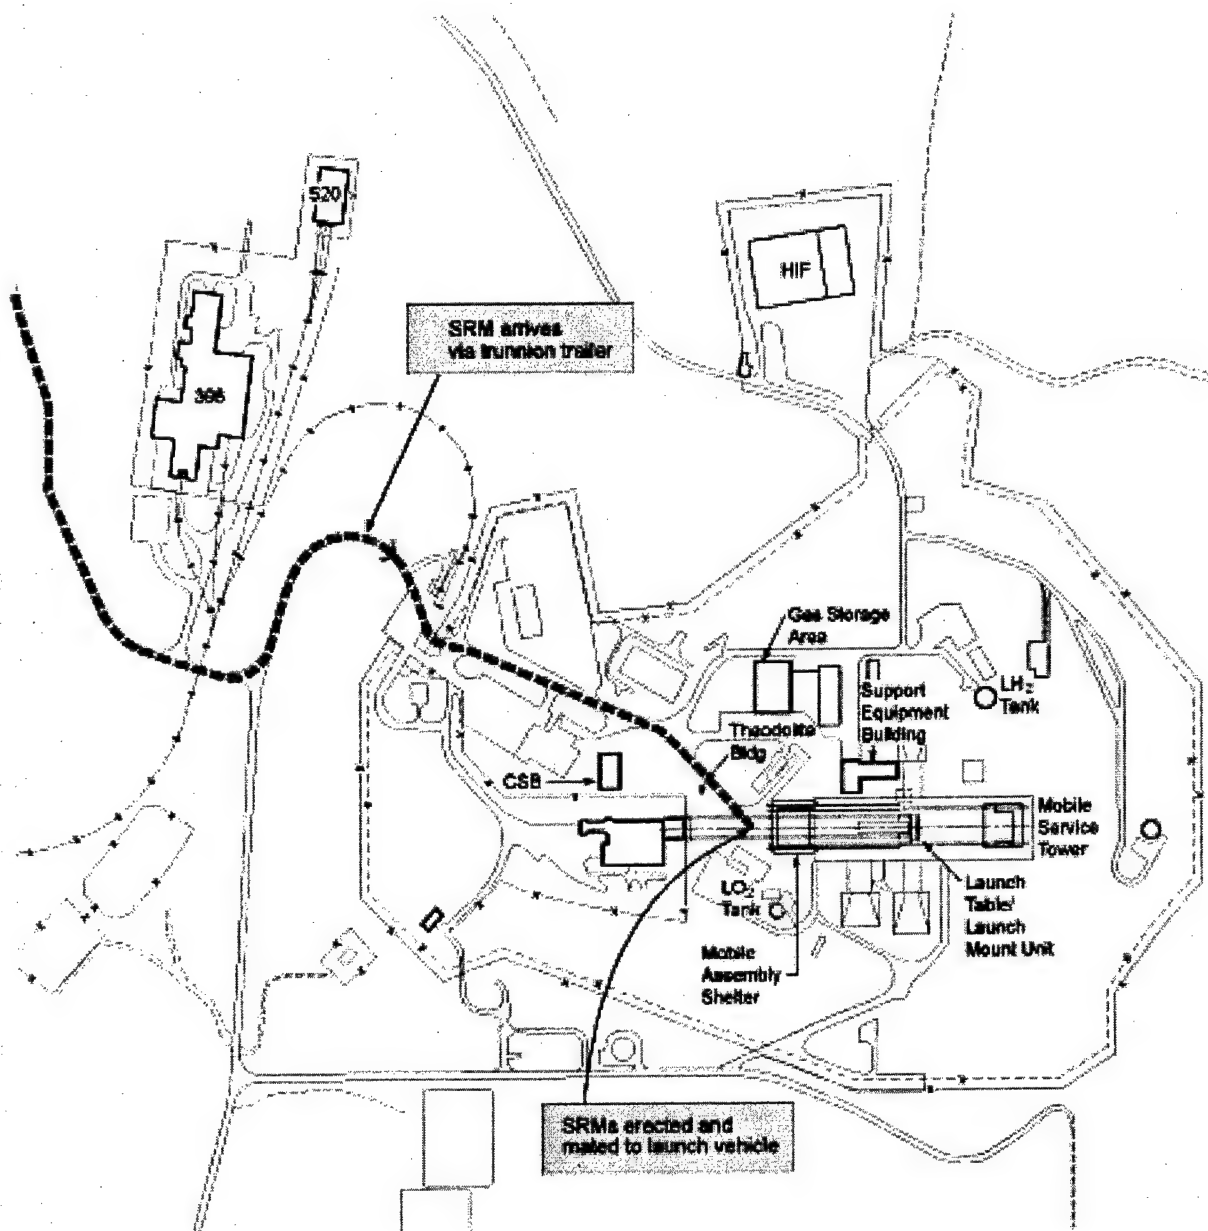 520
HIF
SRM arrives
via trunnion trailer
395
Gas Storage
Area
LH2
Tank
Support
Equipment
Building
Theodolite
Bldg
CSB
Mobile
Service
Tower
LO2
Tank
Launch
Table/
Launch
Mount Unit
Mobile
Assembly
Shelter
SRMs erected and
mated to launch vehicle